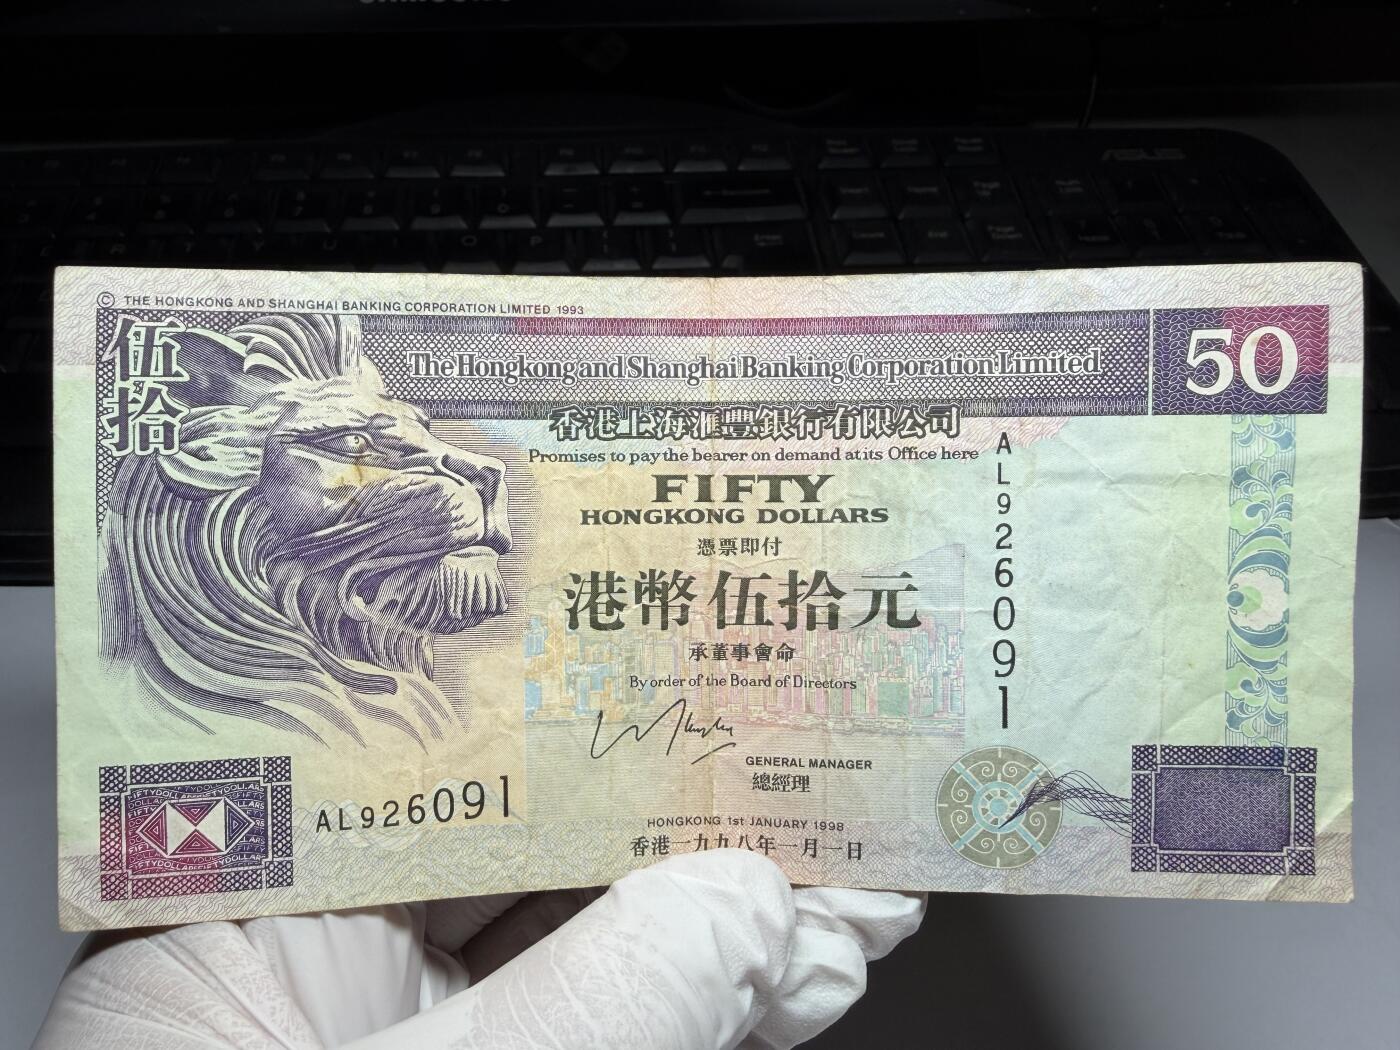 SAMSUNG
ASUS
© THE HONGKONG AND SHANGHAI BANKING CORPORATION LIMITED 1993
伍拾
The Hongkong and Shanghai Banking Corporation Limited
50
香港上海滙豐銀行有限公司
Promises to pay the bearer on demand at its Office here
FIFTY
HONGKONG DOLLARS
憑票即付
港幣伍拾元
承董事會命
By order of the Board of Directors
GENERAL MANAGER
總經理
AL926091
AL926091
HONGKONG 1st JANUARY 1998
香港一九九八年一月一日